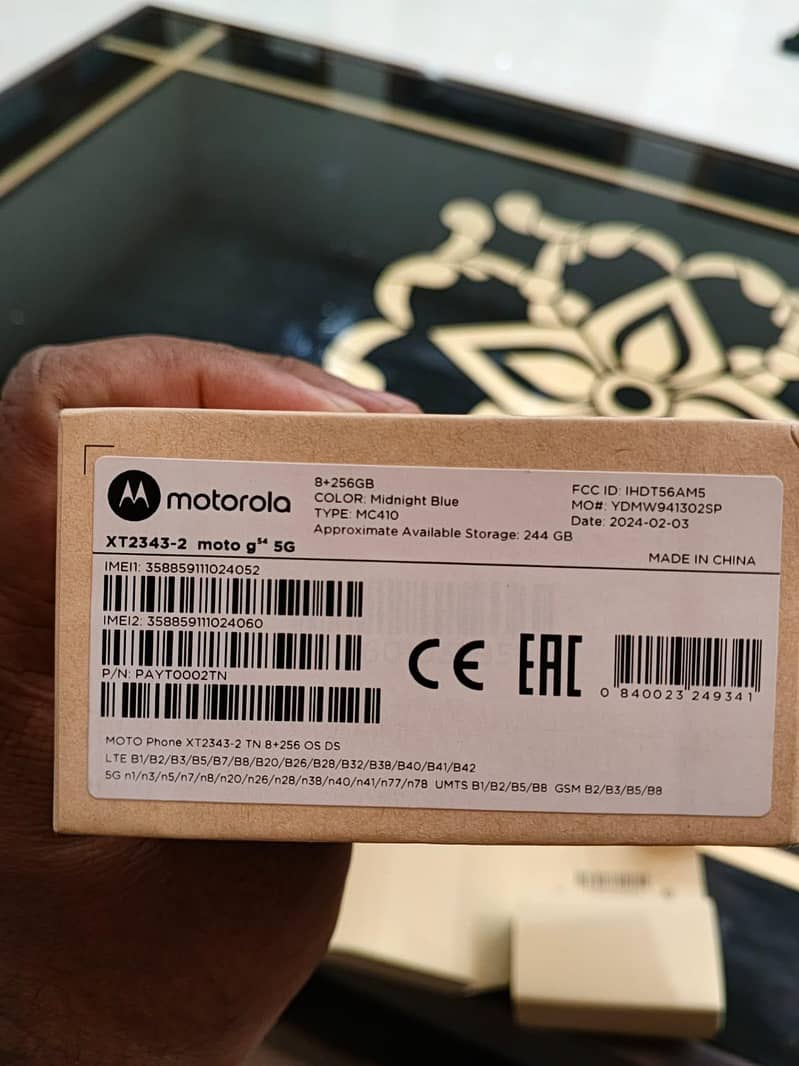 motorola
8+256GB
COLOR: Midnight Blue
TYPE: MC410
Approximate Available Storage: 244 GB
FCC ID: IHDT56AM5
MO#: YDMW941302SP
Date: 2024-02-03
XT2343-2 moto g⁵⁴ 5G
MADE IN CHINA
IMEI1: 358859111024052
IMEI2: 358859111024060
P/N: PAYT0002TN
CE EAC
0 840023 249341
MOTO Phone XT2343-2 TN 8+256 OS DS
LTE B1/B2/B3/B5/B7/B8/B20/B26/B28/B32/B38/B40/B41/B42
5G n1/n3/n5/n7/n8/n20/n26/n28/n38/n40/n41/n77/n78 UMTS B1/B2/B5/B8 GSM B2/B3/B5/B8